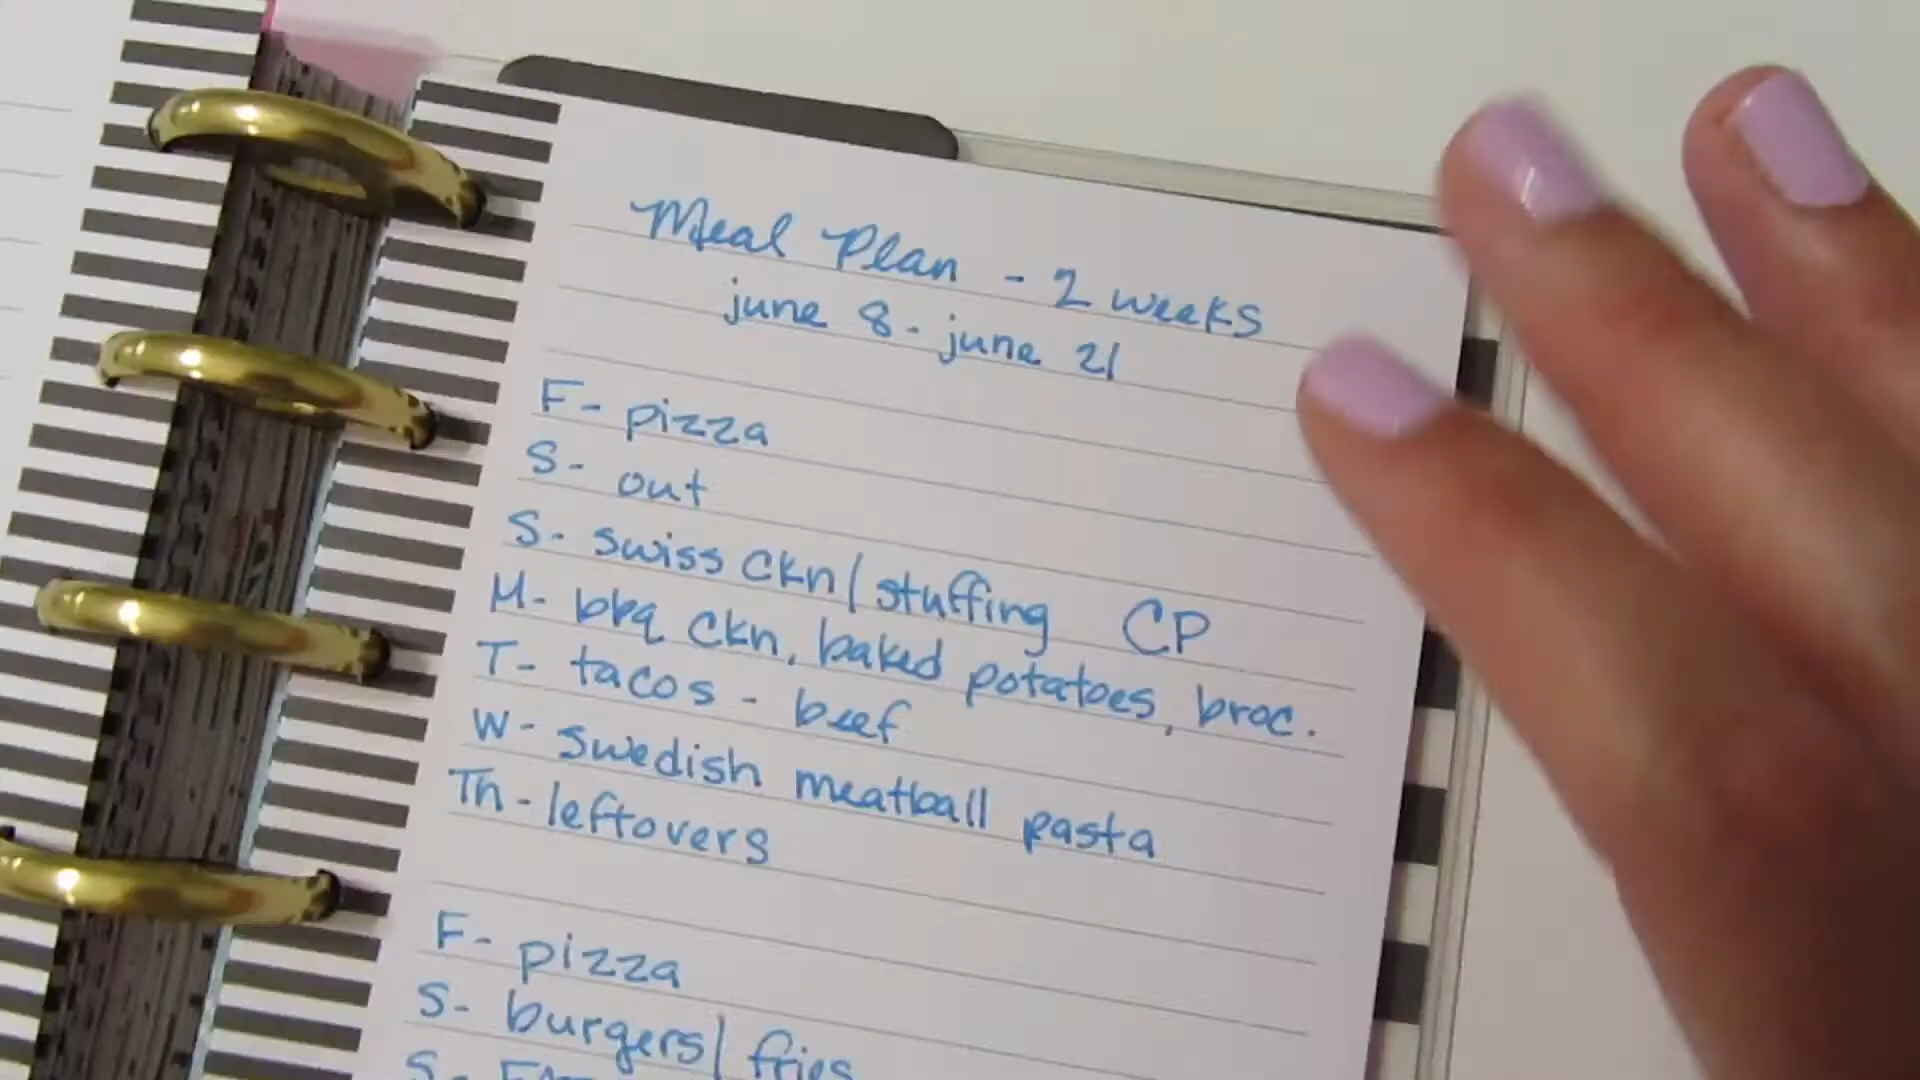 Meal Plan - 2 weeks
june 8 - june 21
F- pizza
S- out
S- swiss ckn/stuffing CP
M- bbq ckn, baked potatoes, broc.
T- tacos - beef
W- swedish meatball pasta
Th- leftovers
F- pizza
S- burgers/fries
S-